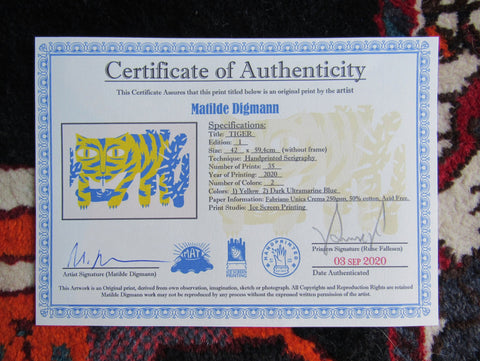 Certificate of Authenticity
This Certificate Assures that this print titled below is an original print by the artist
Matilde Digmann
Specifications:
Title: TIGER
Edition: 1
Size: 42 x 59,4cm (without frame)
Technique: Handprinted Serigraphy
Number of Prints: 35
Year of Printing: 2020
Number of Colors: 2
Colors: 1) Yellow 2) Dark Ultramarine Blue
Paper Information: Fabriano Unica Crema 250gsm, 50% cotton, Acid Free.
Print Studio: Ice Screen Printing
Artist Signature (Matilde Digmann)
MATI
HANDPRINTED
Printers Signature (Rune Fallesen)
03 SEP 2020
Date Authenticated
This Artwork is an Original print, derived from own observation, imagination, sketch or photograph. All Copyrights and Reproduction Rights are retained
Matilde Digmann work may not be reproduced by any process without the expressed written permission of the artist.